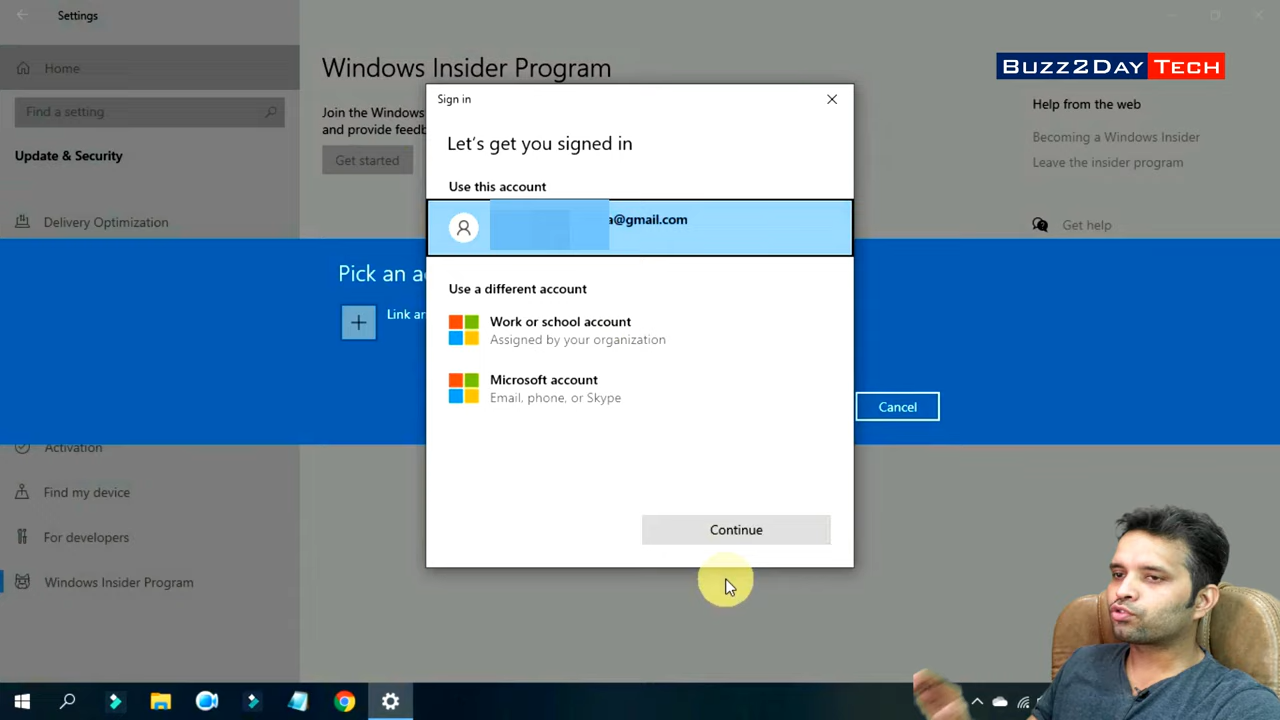 Settings
Windows Insider Program
Buzz2Day Tech
Home
Sign in
Help from the web
Find a setting
Join the Windows
and provide feedb
Let's get you signed in
Becoming a Windows Insider
Update & Security
Get started
Leave the insider program
Use this account
Delivery Optimization
a@gmail.com
Get help
Pick an a
Use a different account
Link ar
Work or school account
Assigned by your organization
Microsoft account
Email, phone, or Skype
Cancel
Activation
Find my device
Continue
For developers
Windows Insider Program